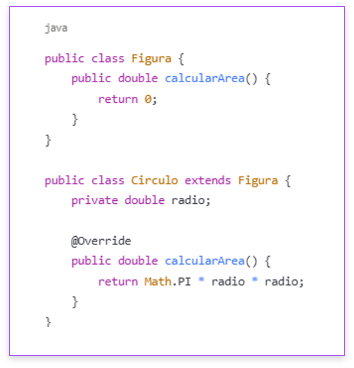 java
public class Figura {
    public double calcularArea() {
        return 0;
    }
}
public class Circulo extends Figura {
    private double radio;
    @Override
    public double calcularArea() {
        return Math.PI * radio * radio;
    }
}